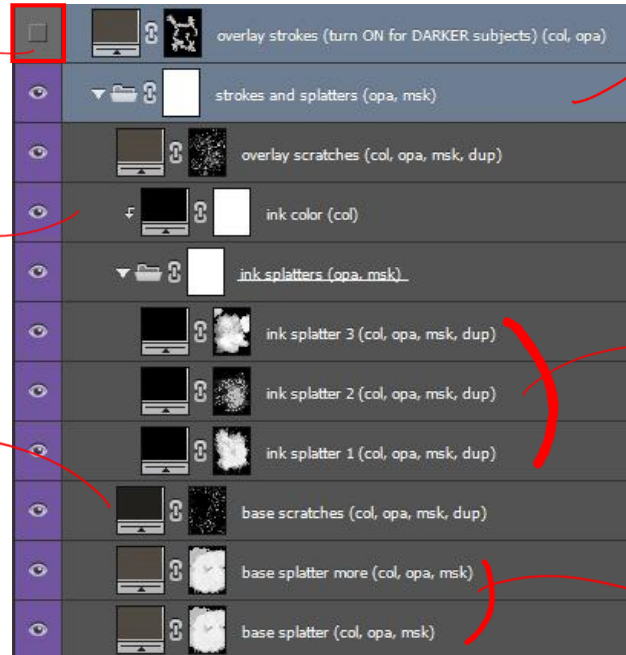 overlay strokes (turn ON for DARKER subjects) (col, opa)
strokes and splatters (opa, msk)
overlay scratches (col, opa, msk, dup)
ink color (col)
ink splatters (opa, msk)
ink splatter 3 (col, opa, msk, dup)
ink splatter 2 (col, opa, msk, dup)
ink splatter 1 (col, opa, msk, dup)
base scratches (col, opa, msk, dup)
base splatter more (col, opa, msk)
base splatter (col, opa, msk)